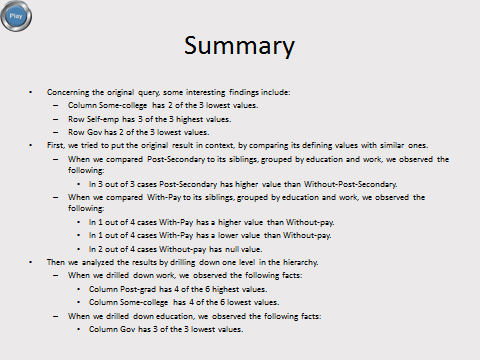 Play
Summary
• Concerning the original query, some interesting findings include:
– Column Some-college has 2 of the 3 lowest values.
– Row Self-emp has 3 of the 3 highest values.
– Row Gov has 2 of the 3 lowest values.
• First, we tried to put the original result in context, by comparing its defining values with similar ones.
– When we compared Post-Secondary to its siblings, grouped by education and work, we observed the
following:
• In 3 out of 3 cases Post-Secondary has higher value than Without-Post-Secondary.
– When we compared With-Pay to its siblings, grouped by education and work, we observed the
following:
• In 1 out of 4 cases With-Pay has a higher value than Without-pay.
• In 1 out of 4 cases With-Pay has a lower value than Without-pay.
• In 2 out of 4 cases Without-pay has null value.
• Then we analyzed the results by drilling down one level in the hierarchy.
– When we drilled down work, we observed the following facts:
• Column Post-grad has 4 of the 6 highest values.
• Column Some-college has 4 of the 6 lowest values.
– When we drilled down education, we observed the following facts:
• Column Gov has 3 of the 3 lowest values.